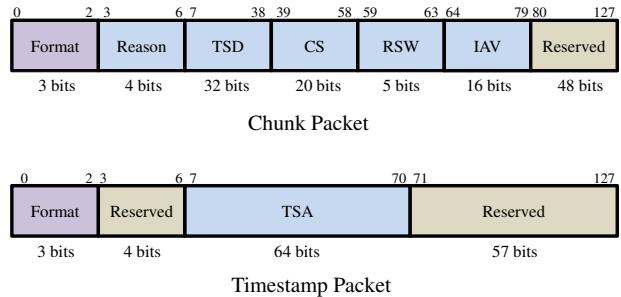 0 2 3 6 7 38 39 58 59 63 64 79 80 127
Format Reason TSD CS RSW IAV Reserved
3 bits 4 bits 32 bits 20 bits 5 bits 16 bits 48 bits
Chunk Packet
0 2 3 6 7 70 71 127
Format Reserved TSA Reserved
3 bits 4 bits 64 bits 57 bits
Timestamp Packet